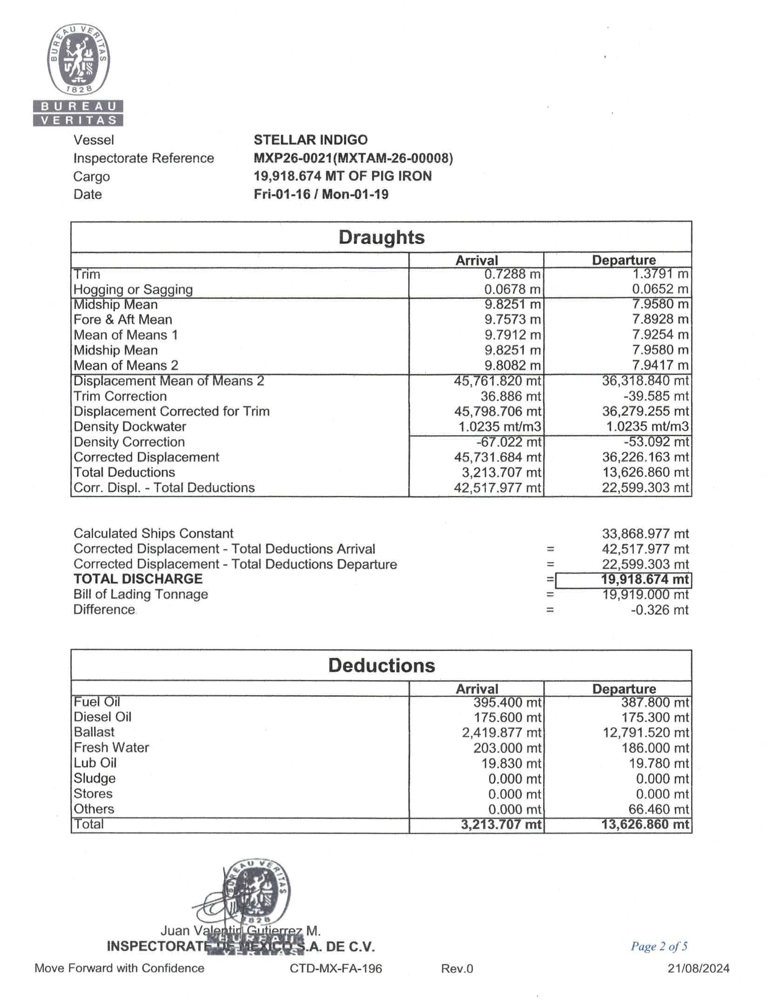 BUREAU VERITAS
1828
BUREAU
VERITAS
Vessel STELLAR INDIGO
Inspectorate Reference MXP26-0021(MXTAM-26-00008)
Cargo 19,918.674 MT OF PIG IRON
Date Fri-01-16 / Mon-01-19
Draughts
Arrival Departure
Trim 0.7288 m 1.3791 m
Hogging or Sagging 0.0678 m 0.0652 m
Midship Mean 9.8251 m 7.9580 m
Fore & Aft Mean 9.7573 m 7.8928 m
Mean of Means 1 9.7912 m 7.9254 m
Midship Mean 9.8251 m 7.9580 m
Mean of Means 2 9.8082 m 7.9417 m
Displacement Mean of Means 2 45,761.820 mt 36,318.840 mt
Trim Correction 36.886 mt -39.585 mt
Displacement Corrected for Trim 45,798.706 mt 36,279.255 mt
Density Dockwater 1.0235 mt/m3 1.0235 mt/m3
Density Correction -67.022 mt -53.092 mt
Corrected Displacement 45,731.684 mt 36,226.163 mt
Total Deductions 3,213.707 mt 13,626.860 mt
Corr. Displ. - Total Deductions 42,517.977 mt 22,599.303 mt
Calculated Ships Constant 33,868.977 mt
Corrected Displacement - Total Deductions Arrival = 42,517.977 mt
Corrected Displacement - Total Deductions Departure = 22,599.303 mt
TOTAL DISCHARGE = 19,918.674 mt
Bill of Lading Tonnage = 19,919.000 mt
Difference = -0.326 mt
Deductions
Arrival Departure
Fuel Oil 395.400 mt 387.800 mt
Diesel Oil 175.600 mt 175.300 mt
Ballast 2,419.877 mt 12,791.520 mt
Fresh Water 203.000 mt 186.000 mt
Lub Oil 19.830 mt 19.780 mt
Sludge 0.000 mt 0.000 mt
Stores 0.000 mt 0.000 mt
Others 0.000 mt 66.460 mt
Total 3,213.707 mt 13,626.860 mt
BUREAU VERITAS
1828
Juan Valentin Gutierrez M.
BUREAU
INSPECTORATE DE MEXICO S.A. DE C.V.
VERITAS
Page 2 of 5
Move Forward with Confidence CTD-MX-FA-196 Rev.0 21/08/2024